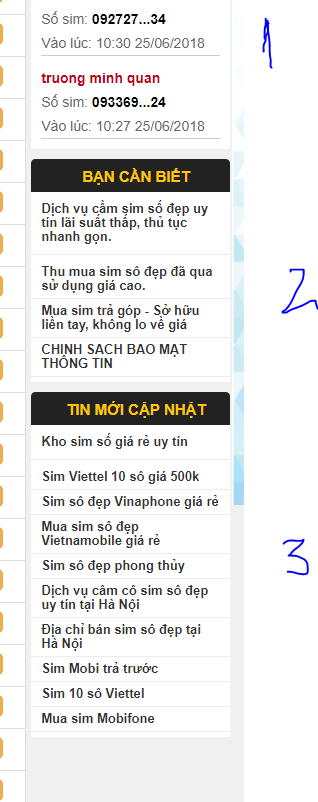 Số sim: 092727...34
1
Vào lúc: 10:30 25/06/2018
truong minh quan
Số sim: 093369...24
Vào lúc: 10:27 25/06/2018
BẠN CẦN BIẾT
Dịch vụ cầm sim số đẹp uy
tín lãi suất thấp, thủ tục
nhanh gọn.
Thu mua sim số đẹp đã qua
sử dụng giá cao.
2
Mua sim trả góp - Sở hữu
liền tay, không lo về giá
CHÍNH SÁCH BẢO MẬT
THÔNG TIN
TIN MỚI CẬP NHẬT
Kho sim số giá rẻ uy tín
Sim Viettel 10 số giá 500k
Sim số đẹp Vinaphone giá rẻ
Mua sim số đẹp
Vietnamobile giá rẻ
3
Sim số đẹp phong thủy
Dịch vụ cầm cố sim số đẹp
uy tín tại Hà Nội
Địa chỉ bán sim số đẹp tại
Hà Nội
Sim Mobi trả trước
Sim 10 số Viettel
Mua sim Mobifone